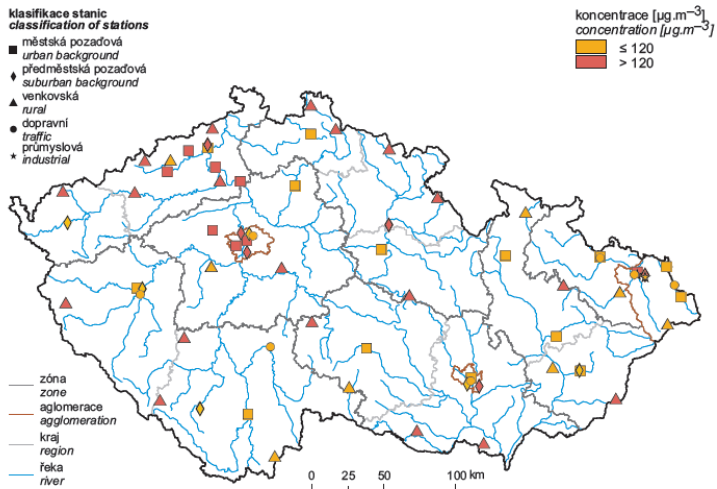 klasifikace stanic
classification of stations
městská pozaďová
urban background
předměstská pozaďová
suburban background
venkovská
rural
dopravní
traffic
průmyslová
industrial
koncentrace [µg.m⁻³]
concentration [µg.m⁻³]
≤ 120
> 120
zóna
zone
aglomerace
agglomeration
kraj
region
řeka
river
0 25 50 100 km